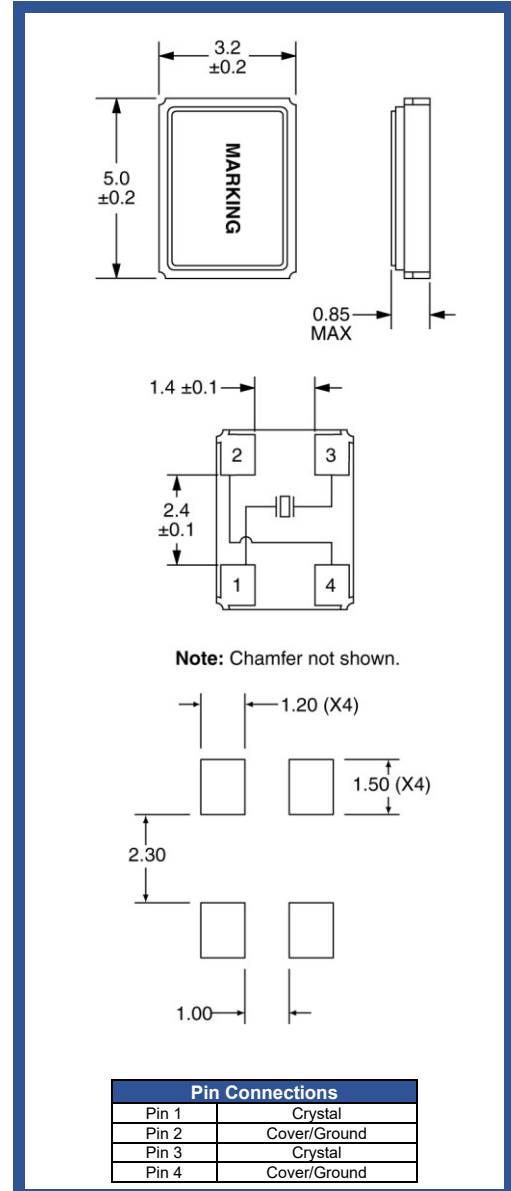 3.2
±0.2
5.0
±0.2
MARKING
0.85
MAX
1.4 ±0.1
2
3
2.4
±0.1
1
4
Note: Chamfer not shown.
1.20 (X4)
1.50 (X4)
2.30
1.00
Pin Connections
Pin 1 Crystal
Pin 2 Cover/Ground
Pin 3 Crystal
Pin 4 Cover/Ground